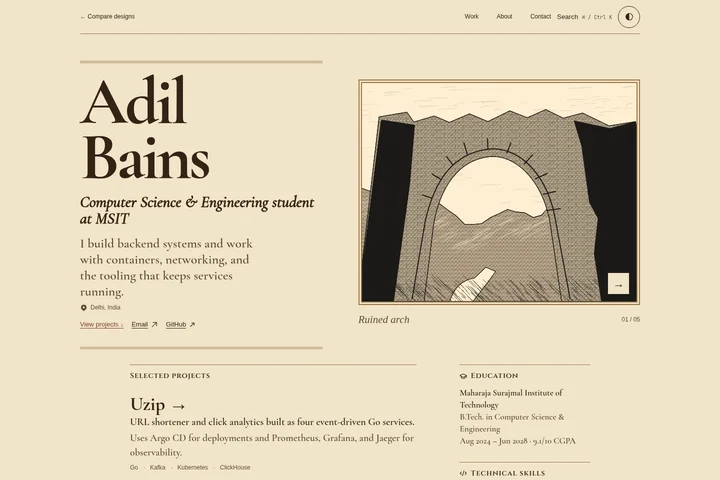 ← Compare designs
Work About Contact Search ⌘ / Ctrl K
Adil
Bains
Computer Science & Engineering student
at MSIT
I build backend systems and work
with containers, networking, and
the tooling that keeps services
running.
Delhi, India
View projects ↓ Email ↗ GitHub ↗
→
Ruined arch
01 / 05
SELECTED PROJECTS
Uzip →
URL shortener and click analytics built as four event-driven Go services.
Uses Argo CD for deployments and Prometheus, Grafana, and Jaeger for
observability.
Go · Kafka · Kubernetes · ClickHouse
EDUCATION
Maharaja Surajmal Institute of
Technology
B.Tech. in Computer Science &
Engineering
Aug 2024 – Jun 2028 · 9.1/10 CGPA
TECHNICAL SKILLS